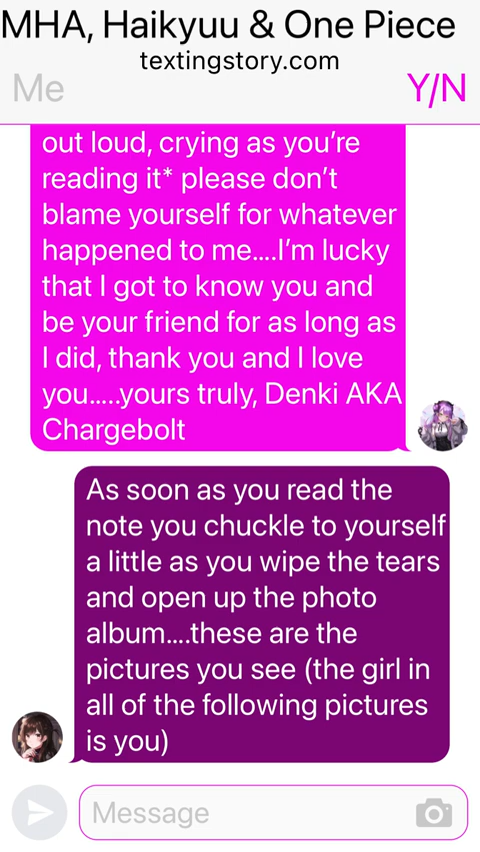 MHA, Haikyuu & One Piece
textingstory.com
Me
Y/N
out loud, crying as you’re
reading it* please don’t
blame yourself for whatever
happened to me....I’m lucky
that I got to know you and
be your friend for as long as
I did, thank you and I love
you.....yours truly, Denki AKA
Chargebolt
As soon as you read the
note you chuckle to yourself
a little as you wipe the tears
and open up the photo
album....these are the
pictures you see (the girl in
all of the following pictures
is you)
Message